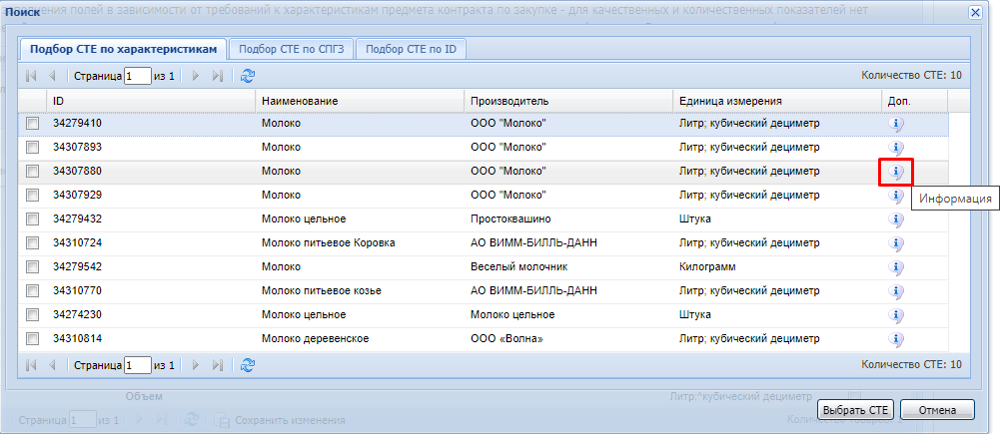 полнения полей в зависимости от требований к характеристикам предмета контракта по закупке - для качественных и количественных показателей нет
Поиск
Подбор СТЕ по характеристикам Подбор СТЕ по СПГЗ Подбор СТЕ по ID
Страница 1 из 1 Количество СТЕ: 10
ID Наименование Производитель Единица измерения Доп.
34279410 Молоко ООО "Молоко" Литр; кубический дециметр
34307893 Молоко ООО "Молоко" Литр; кубический дециметр
34307880 Молоко ООО "Молоко" Литр; кубический дециметр
34307929 Молоко ООО "Молоко" Литр; кубический дециметр
Информация
34279432 Молоко цельное Простоквашино Штука
34310724 Молоко питьевое Коровка АО ВИММ-БИЛЛЬ-ДАНН Литр; кубический дециметр
34279542 Молоко Веселый молочник Килограмм
34310770 Молоко питьевое козье АО ВИММ-БИЛЛЬ-ДАНН Литр; кубический дециметр
34274230 Молоко цельное Молоко цельное Штука
34310814 Молоко деревенское ООО «Волна» Литр; кубический дециметр
Страница 1 из 1 Количество СТЕ: 10
Объем Литр;^кубический дециметр
Выбрать СТЕ Отмена
Страница 1 из 1 Сохранить изменения